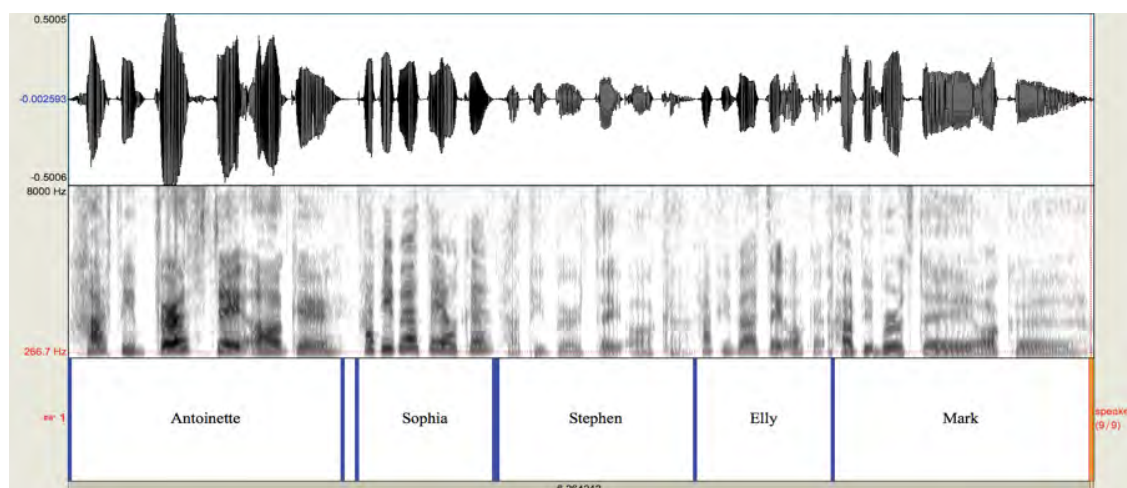 0.5005
-0.002593
-0.5006
8000 Hz
266.7 Hz
1
Antoinette
Sophia
Stephen
Elly
Mark
speake
(9/9)